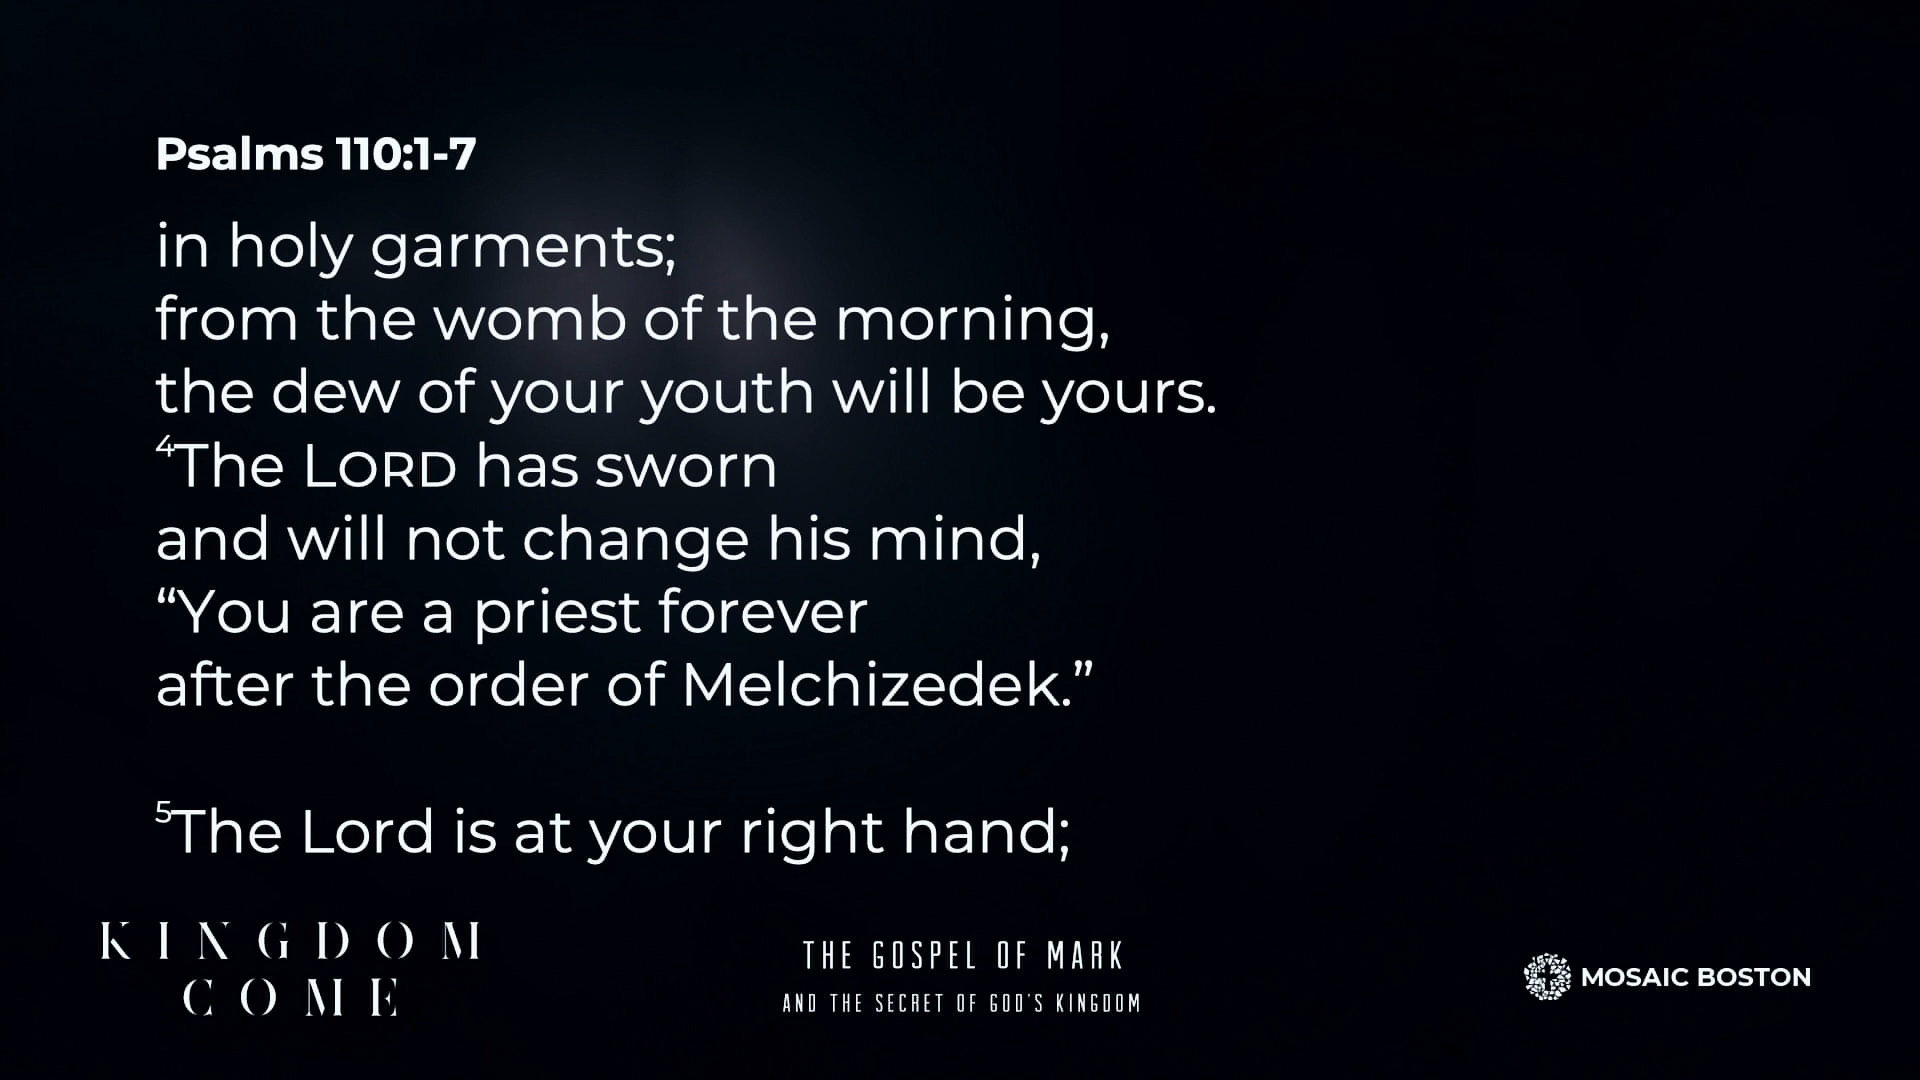 Psalms 110:1-7
in holy garments;
from the womb of the morning,
the dew of your youth will be yours.
4The LORD has sworn
and will not change his mind,
“You are a priest forever
after the order of Melchizedek.”
5The Lord is at your right hand;
KINGDOM
COME
THE GOSPEL OF MARK
AND THE SECRET OF GOD'S KINGDOM
MOSAIC BOSTON